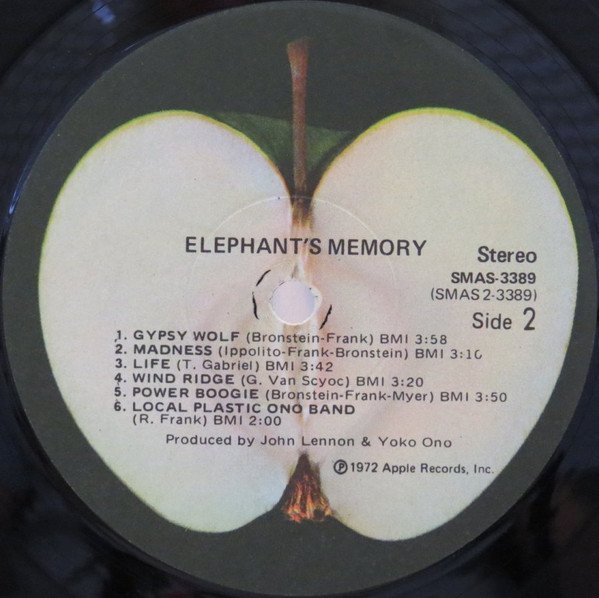 ELEPHANT'S MEMORY
Stereo
SMAS-3389
(SMAS 2-3389)
Side 2
1. GYPSY WOLF (Bronstein-Frank) BMI 3:58
2. MADNESS (Ippolito-Frank-Bronstein) BMI 3:10
3. LIFE (T. Gabriel) BMI 3:42
4. WIND RIDGE (G. Van Scyoc) BMI 3:20
5. POWER BOOGIE (Bronstein-Frank-Myer) BMI 3:50
6. LOCAL PLASTIC ONO BAND
(R. Frank) BMI 2:00
Produced by John Lennon & Yoko Ono
℗1972 Apple Records, Inc.